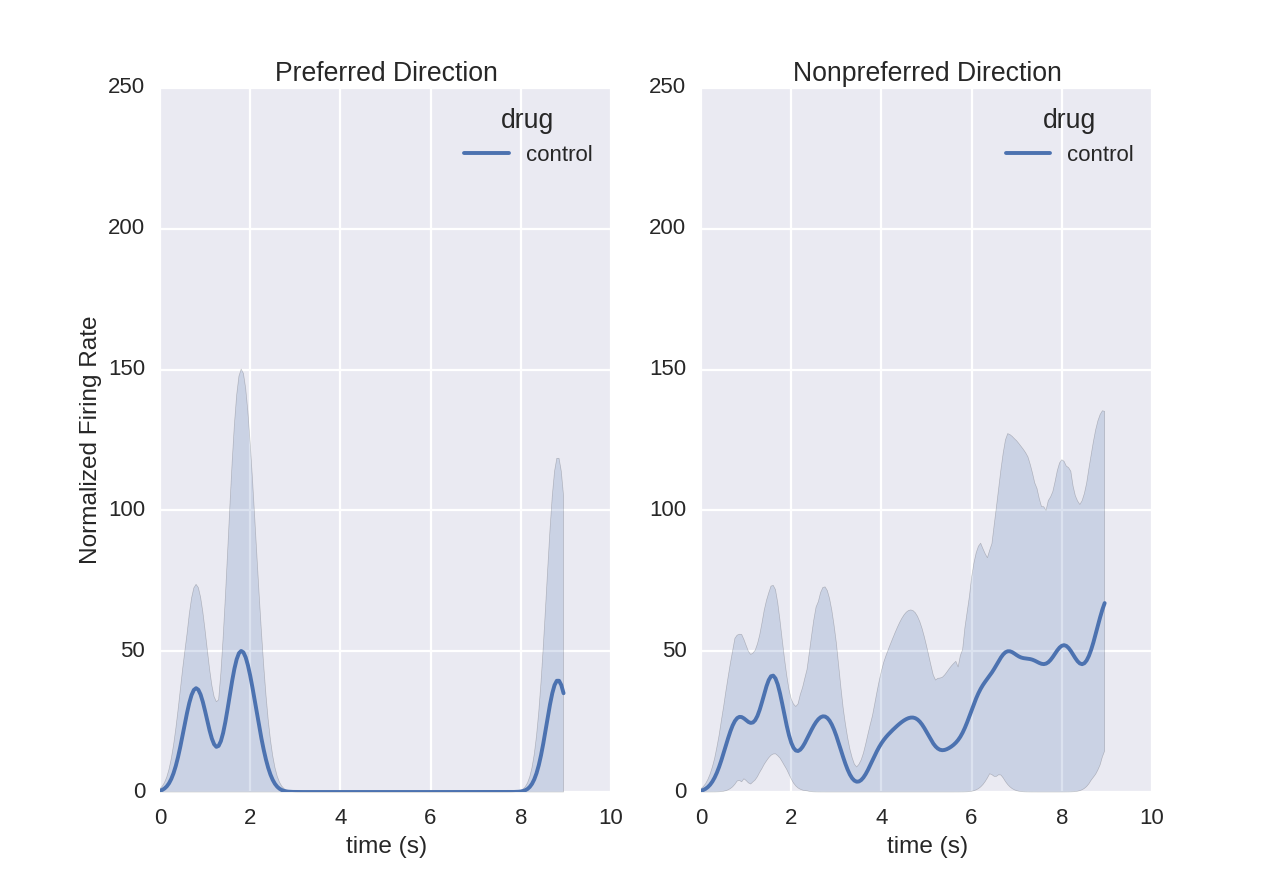 Preferred Direction
250
200
150
100
50
0
0 2 4 6 8 10
time (s)
Normalized Firing Rate
drug
control
Nonpreferred Direction
250
200
150
100
50
0
0 2 4 6 8 10
time (s)
drug
control